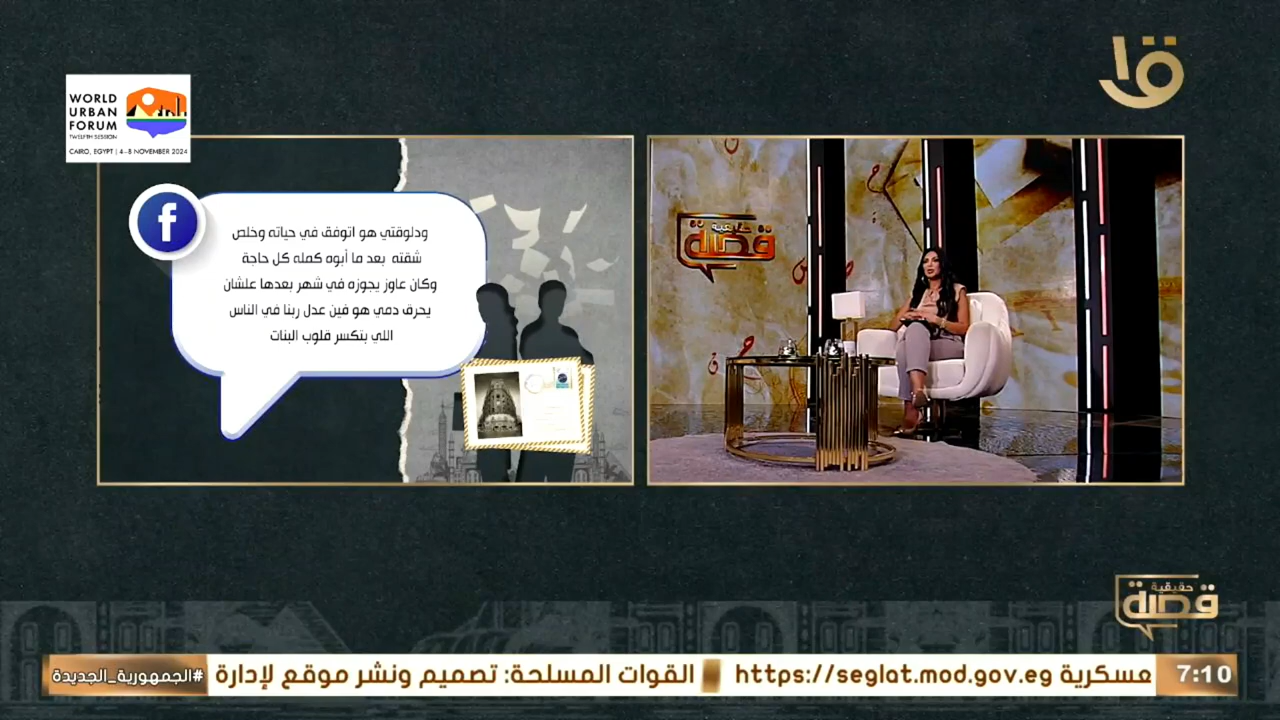 WORLD
URBAN
FORUM
TWELFTH SESSION
CAIRO, EGYPT | 4-8 NOVEMBER 2024
f
ودلوقتي هو اتوفق في حياته وخلص
شقته بعد ما أبوه كمله كل حاجة
وكان عاوز يجوزه في شهر بعدها علشان
يحرق دمي هو فين عدل ربنا في الناس
اللي بتكسر قلوب البنات
قصة
حقيقية
قصة
7:10
عسكرية https://seglat.mod.gov.eg
القوات المسلحة: تصميم ونشر موقع لإدارة
#الجمهورية_الجديدة